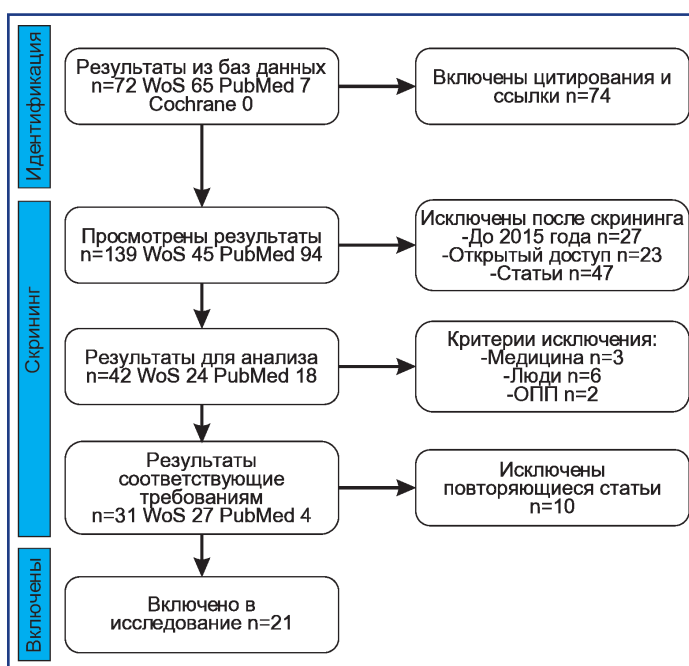 Идентификация
Результаты из баз данных
n=72 WoS 65 PubMed 7
Cochrane 0
Включены цитирования и
ссылки n=74
Скрининг
Просмотрены результаты
n=139 WoS 45 PubMed 94
Исключены после скрининга
-До 2015 года n=27
-Открытый доступ n=23
-Статьи n=47
Результаты для анализа
n=42 WoS 24 PubMed 18
Критерии исключения:
-Медицина n=3
-Люди n=6
-ОПП n=2
Результаты
соответствующие
требованиям
n=31 WoS 27 PubMed 4
Исключены
повторяющиеся статьи
n=10
Включены
Включено в
исследование n=21